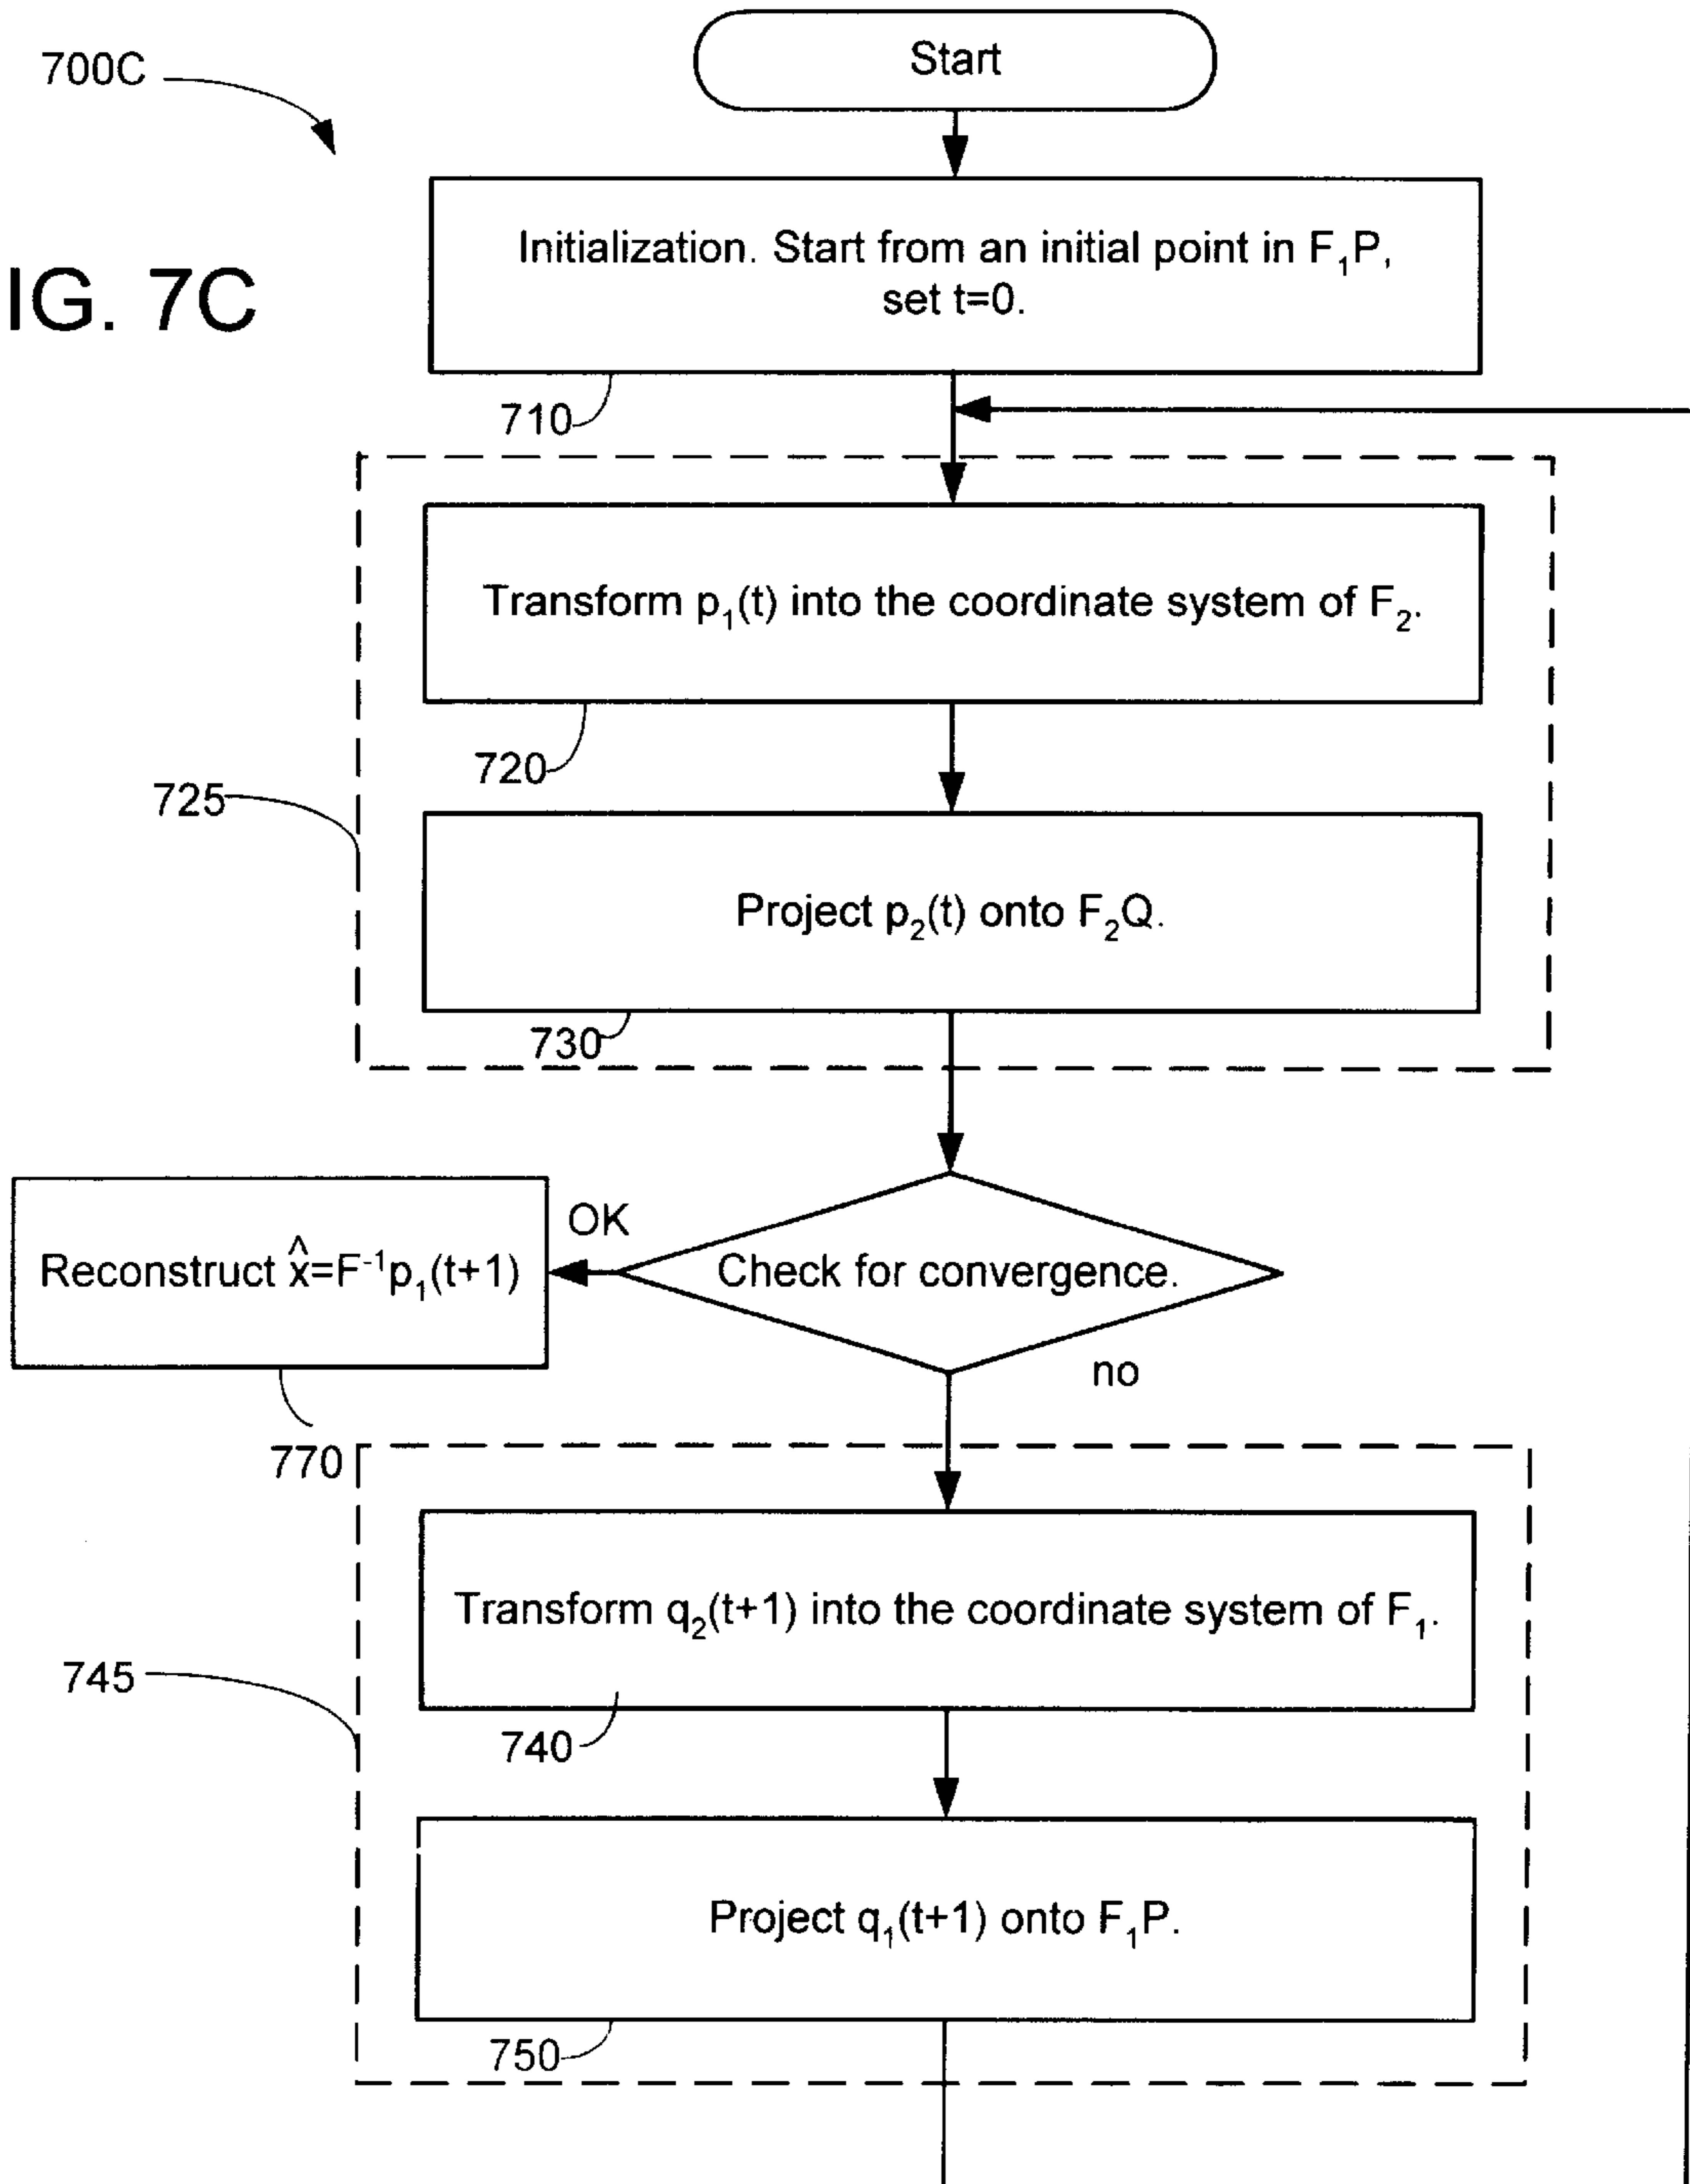 Start
700C
IG. 7C
Initialization. Start from an initial point in F₁P,
set t=0.
710
Transform p₁(t) into the coordinate system of F₂.
720
725
Project p₂(t) onto F₂Q.
730
OK
Reconstruct x̂=F⁻¹p₁(t+1)
Check for convergence.
no
770
Transform q₂(t+1) into the coordinate system of F₁.
745
740
Project q₁(t+1) onto F₁P.
750